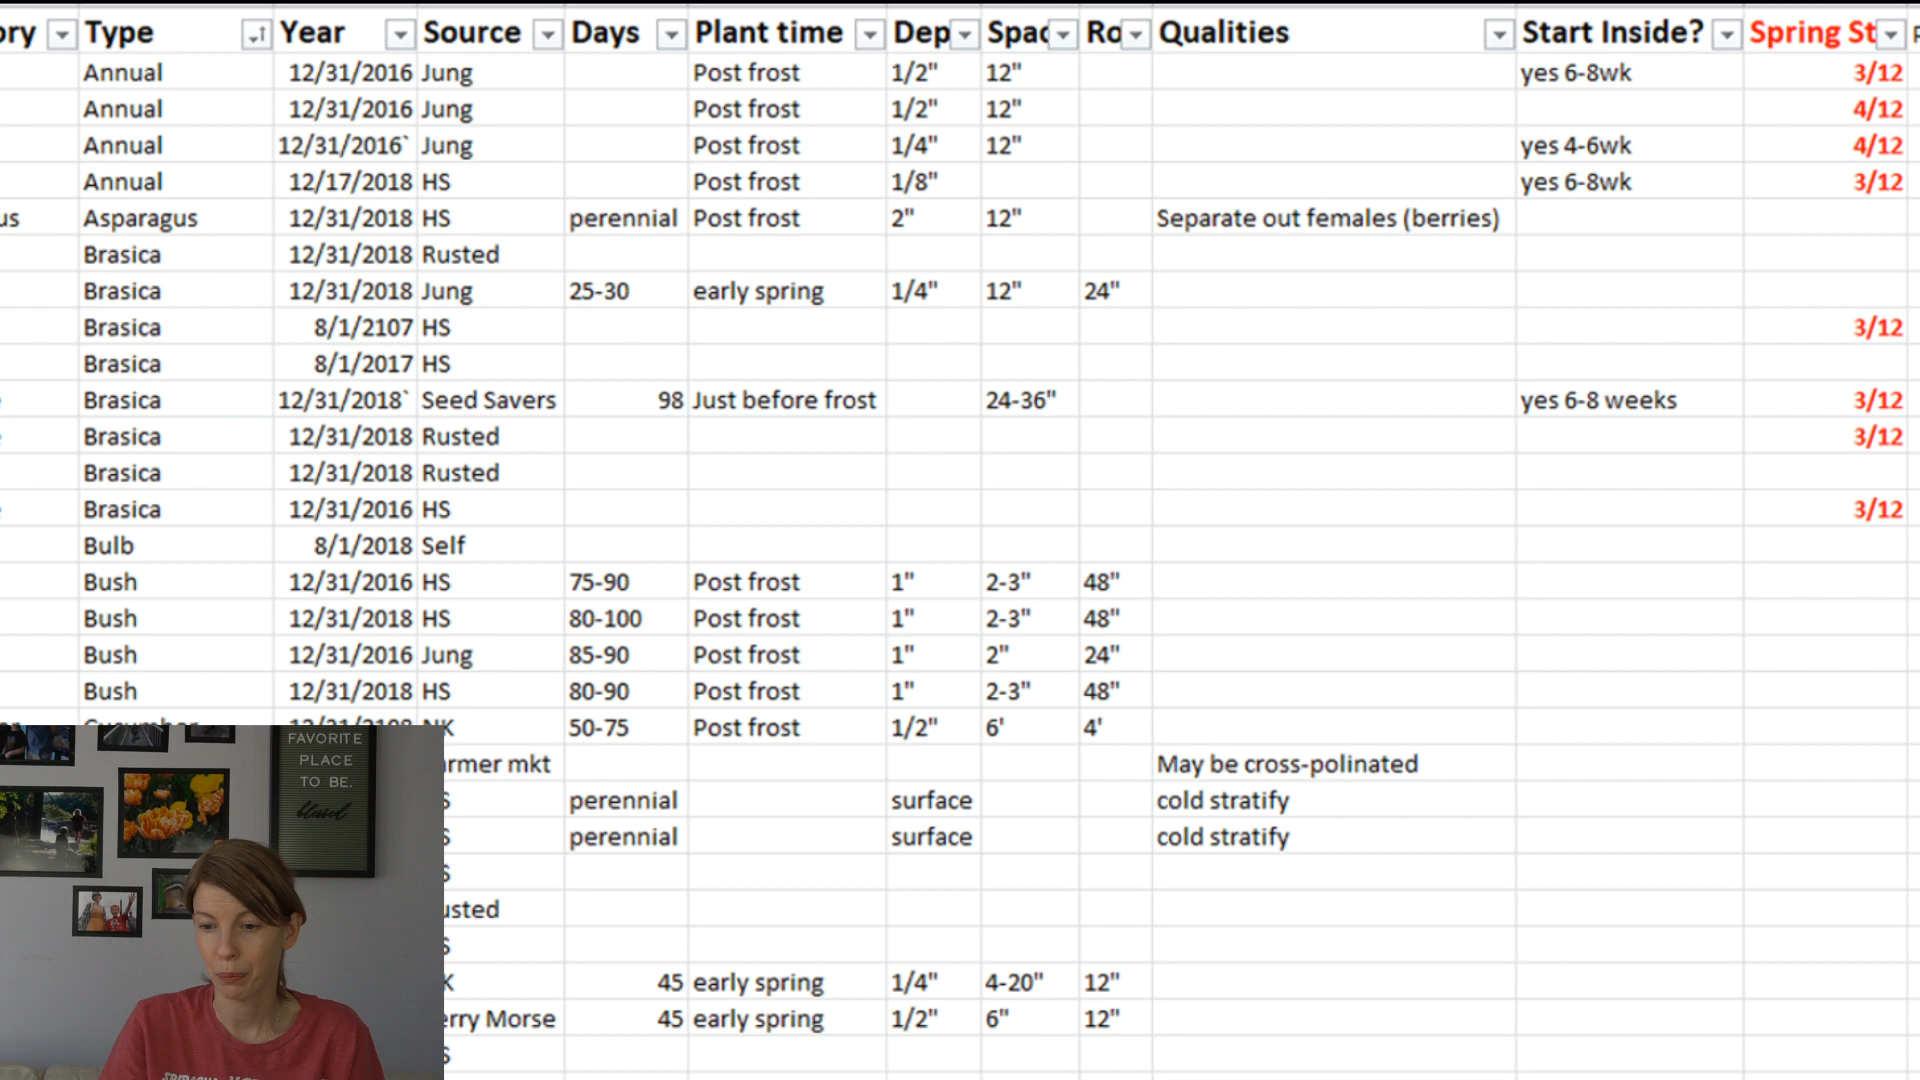 ory Type Year Source Days Plant time Dep Spac Ro Qualities Start Inside? Spring St
Annual 12/31/2016 Jung Post frost 1/2" 12" yes 6-8wk 3/12
Annual 12/31/2016 Jung Post frost 1/2" 12" 4/12
Annual 12/31/2016` Jung Post frost 1/4" 12" yes 4-6wk 4/12
Annual 12/17/2018 HS Post frost 1/8" yes 6-8wk 3/12
us Asparagus 12/31/2018 HS perennial Post frost 2" 12" Separate out females (berries)
Brasica 12/31/2018 Rusted
Brasica 12/31/2018 Jung 25-30 early spring 1/4" 12" 24"
Brasica 8/1/2107 HS 3/12
Brasica 8/1/2017 HS
Brasica 12/31/2018` Seed Savers 98 Just before frost 24-36" yes 6-8 weeks 3/12
Brasica 12/31/2018 Rusted 3/12
Brasica 12/31/2018 Rusted
Brasica 12/31/2016 HS 3/12
Bulb 8/1/2018 Self
Bush 12/31/2016 HS 75-90 Post frost 1" 2-3" 48"
Bush 12/31/2018 HS 80-100 Post frost 1" 2-3" 48"
Bush 12/31/2016 Jung 85-90 Post frost 1" 2" 24"
Bush 12/31/2018 HS 80-90 Post frost 1" 2-3" 48"
Cucumber 12/31/2108 NK 50-75 Post frost 1/2" 6' 4'
armer mkt May be cross-polinated
S perennial surface cold stratify
S perennial surface cold stratify
S
usted
S
K 45 early spring 1/4" 4-20" 12"
erry Morse 45 early spring 1/2" 6" 12"
S
FAVORITE
PLACE
TO BE.
blessed